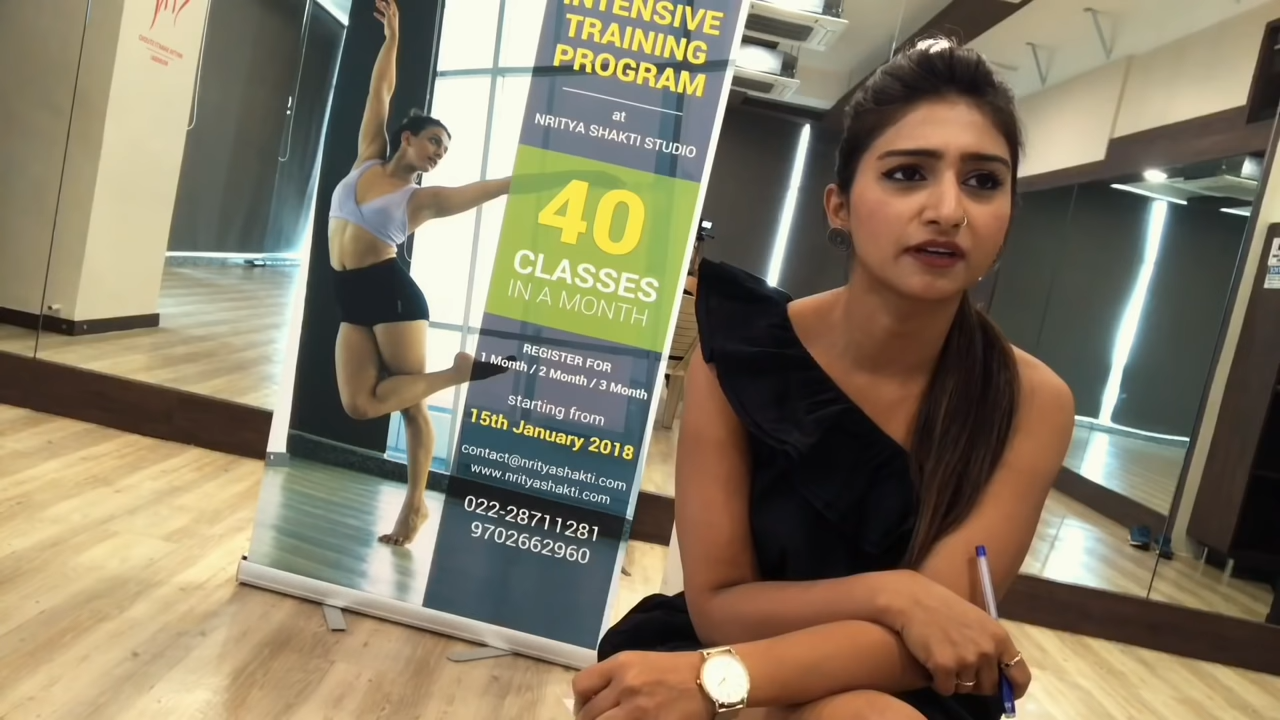 INTENSIVE
TRAINING
PROGRAM
at
NRITYA SHAKTI STUDIO
40
CLASSES
IN A MONTH
REGISTER FOR
1 Month / 2 Month / 3 Month
starting from
15th January 2018
contact@nrityashakti.com
www.nrityashakti.com
022-28711281
9702662960